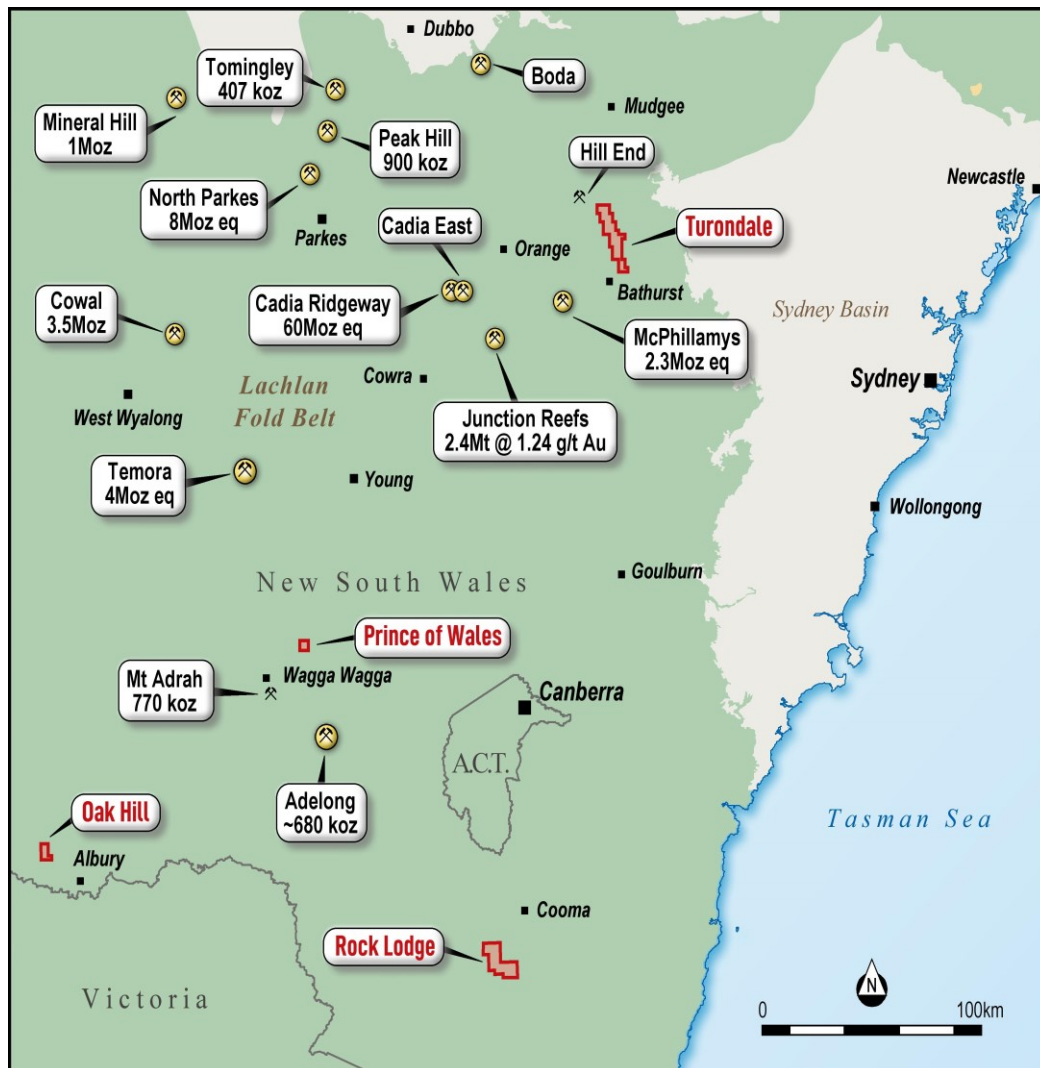 Dubbo
Boda
Tomingley
407 koz
Mineral Hill
1Moz
Mudgee
Peak Hill
900 koz
Hill End
Newcastle
North Parkes
8Moz eq
Cadia East
Parkes
Orange
Turondale
Bathurst
Cowal
3.5Moz
Cadia Ridgeway
60Moz eq
McPhillamys
2.3Moz eq
Sydney Basin
Sydney
Lachlan
Fold Belt
Cowra
West Wyalong
Junction Reefs
2.4Mt @ 1.24 g/t Au
Temora
4Moz eq
Young
Wollongong
New South Wales
Goulburn
Prince of Wales
Mt Adrah
770 koz
Wagga Wagga
Canberra
A.C.T.
Adelong
~680 koz
Tasman Sea
Oak Hill
Albury
Cooma
Rock Lodge
Victoria
N
0
100km